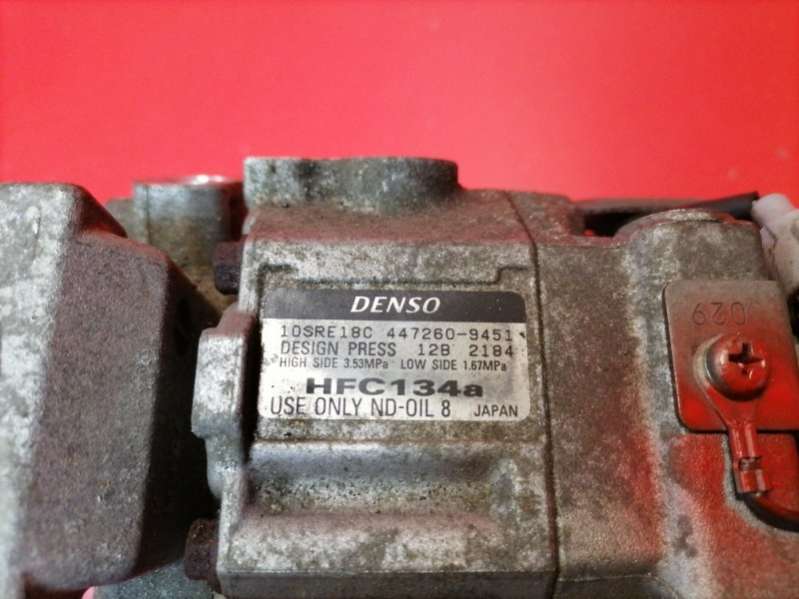 DENSO
10SRE18C 447260-9451
DESIGN PRESS 12B 2184
HIGH SIDE 3.53MPa LOW SIDE 1.67MPa
HFC134a
USE ONLY ND-OIL 8 JAPAN